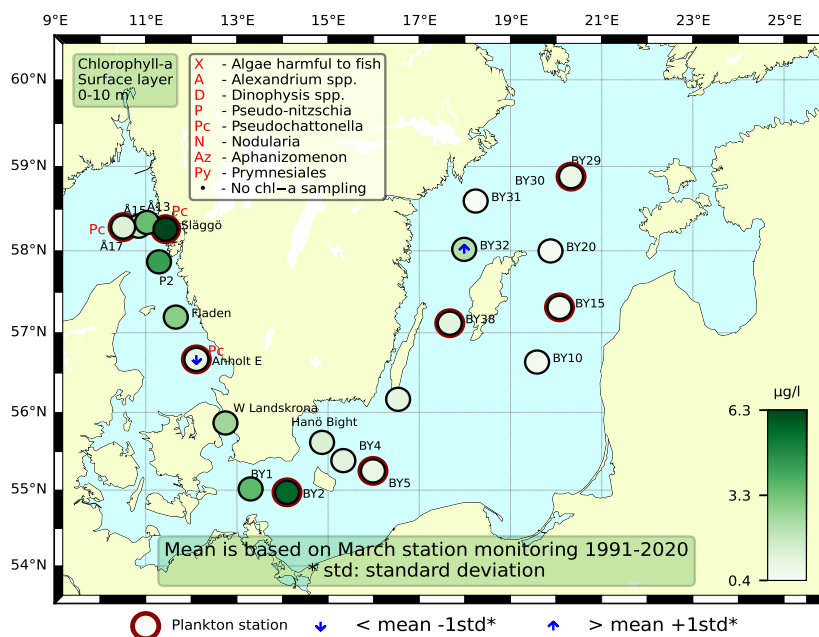 9°E 11°E 13°E 15°E 17°E 19°E 21°E 23°E 25°E
Chlorophyll-a
Surface layer
0-10 m
X - Algae harmful to fish
A - Alexandrium spp.
D - Dinophysis spp.
P - Pseudo-nitzschia
Pc - Pseudochattonella
N - Nodularia
Az - Aphanizomenon
Py - Prymnesiales
• - No chl−a sampling
60°N
59°N
58°N
57°N
56°N
55°N
54°N
BY29
BY30
BY31
Å15 Å13 Pc
Pc Släggö
Å17
BY32
BY20
P2
BY15
Fladen
BY38
Pc
Anholt E
BY10
W Landskrona
Hanö Bight
BY4
BY1
BY5
BY2
µg/l
6.3
3.3
0.4
Mean is based on March station monitoring 1991-2020
* std: standard deviation
Plankton station
< mean -1std*
> mean +1std*